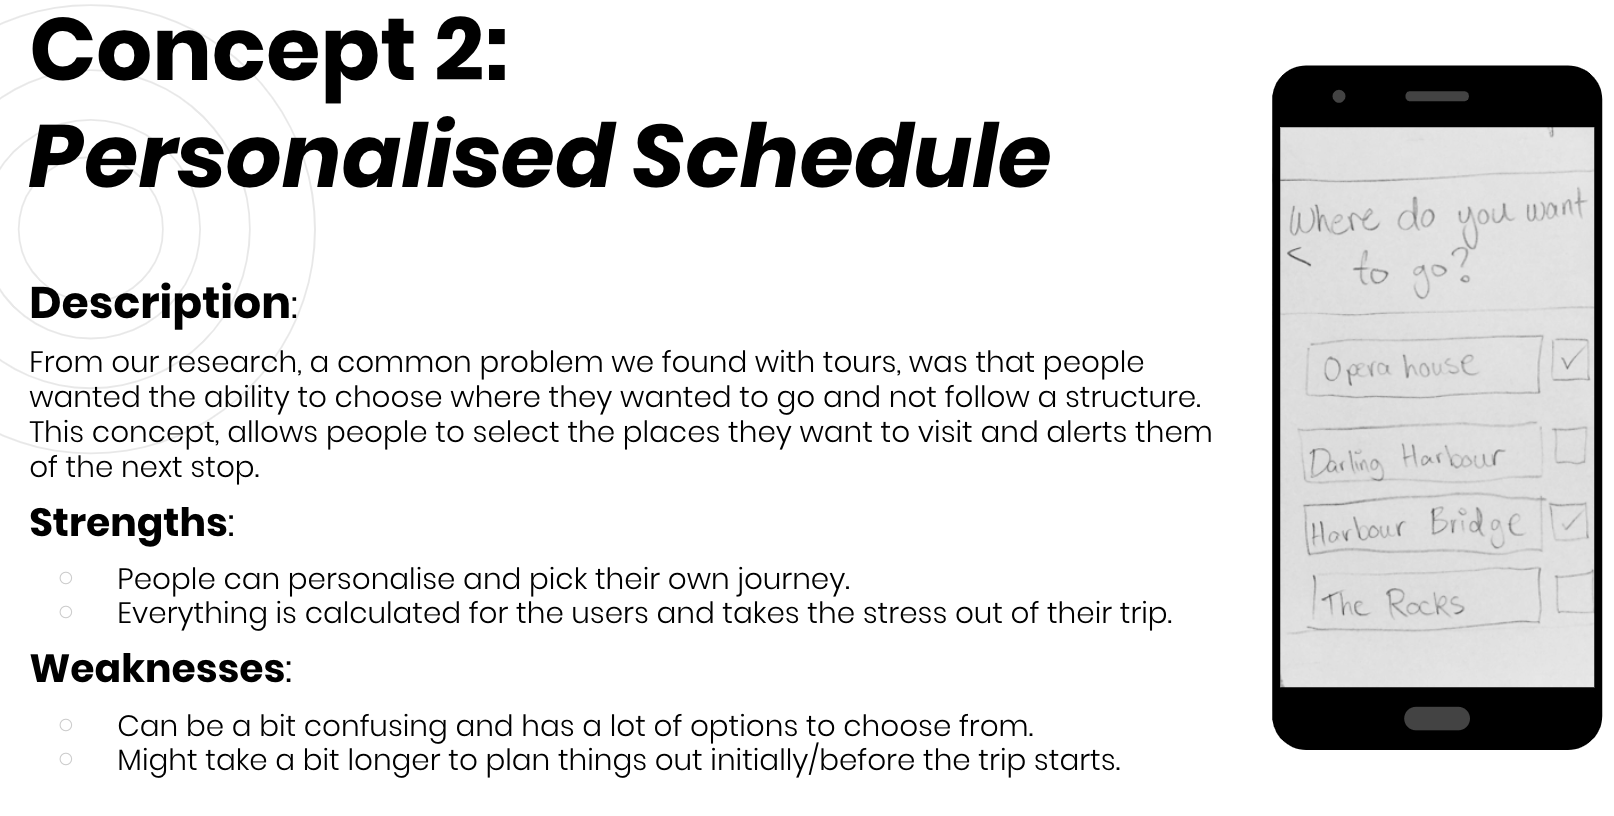 Concept 2:
Personalised Schedule
Description:
From our research, a common problem we found with tours, was that people
wanted the ability to choose where they wanted to go and not follow a structure.
This concept, allows people to select the places they want to visit and alerts them
of the next stop.
Strengths:
People can personalise and pick their own journey.
Everything is calculated for the users and takes the stress out of their trip.
Weaknesses:
Can be a bit confusing and has a lot of options to choose from.
Might take a bit longer to plan things out initially/before the trip starts.
Where do you want
< to go?
Opera house
Darling Harbour
Harbour Bridge
The Rocks